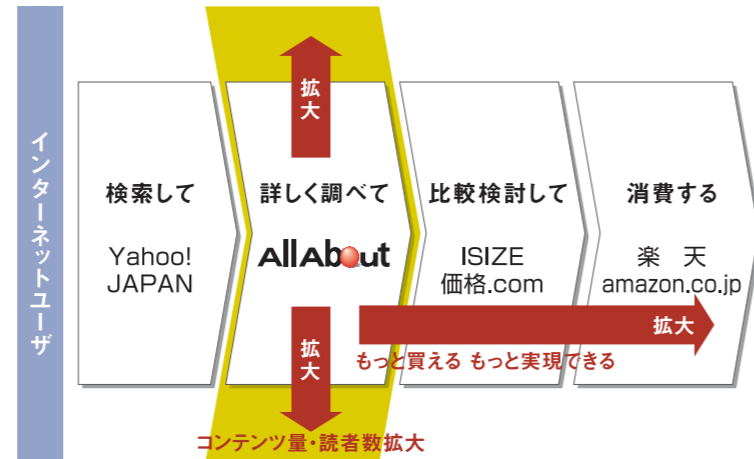 インターネットユーザ
拡大
検索して
Yahoo!
JAPAN
詳しく調べて
AllAbout
比較検討して
ISIZE
価格.com
消費する
楽 天
amazon.co.jp
拡大
もっと買える もっと実現できる
拡大
コンテンツ量・読者数拡大